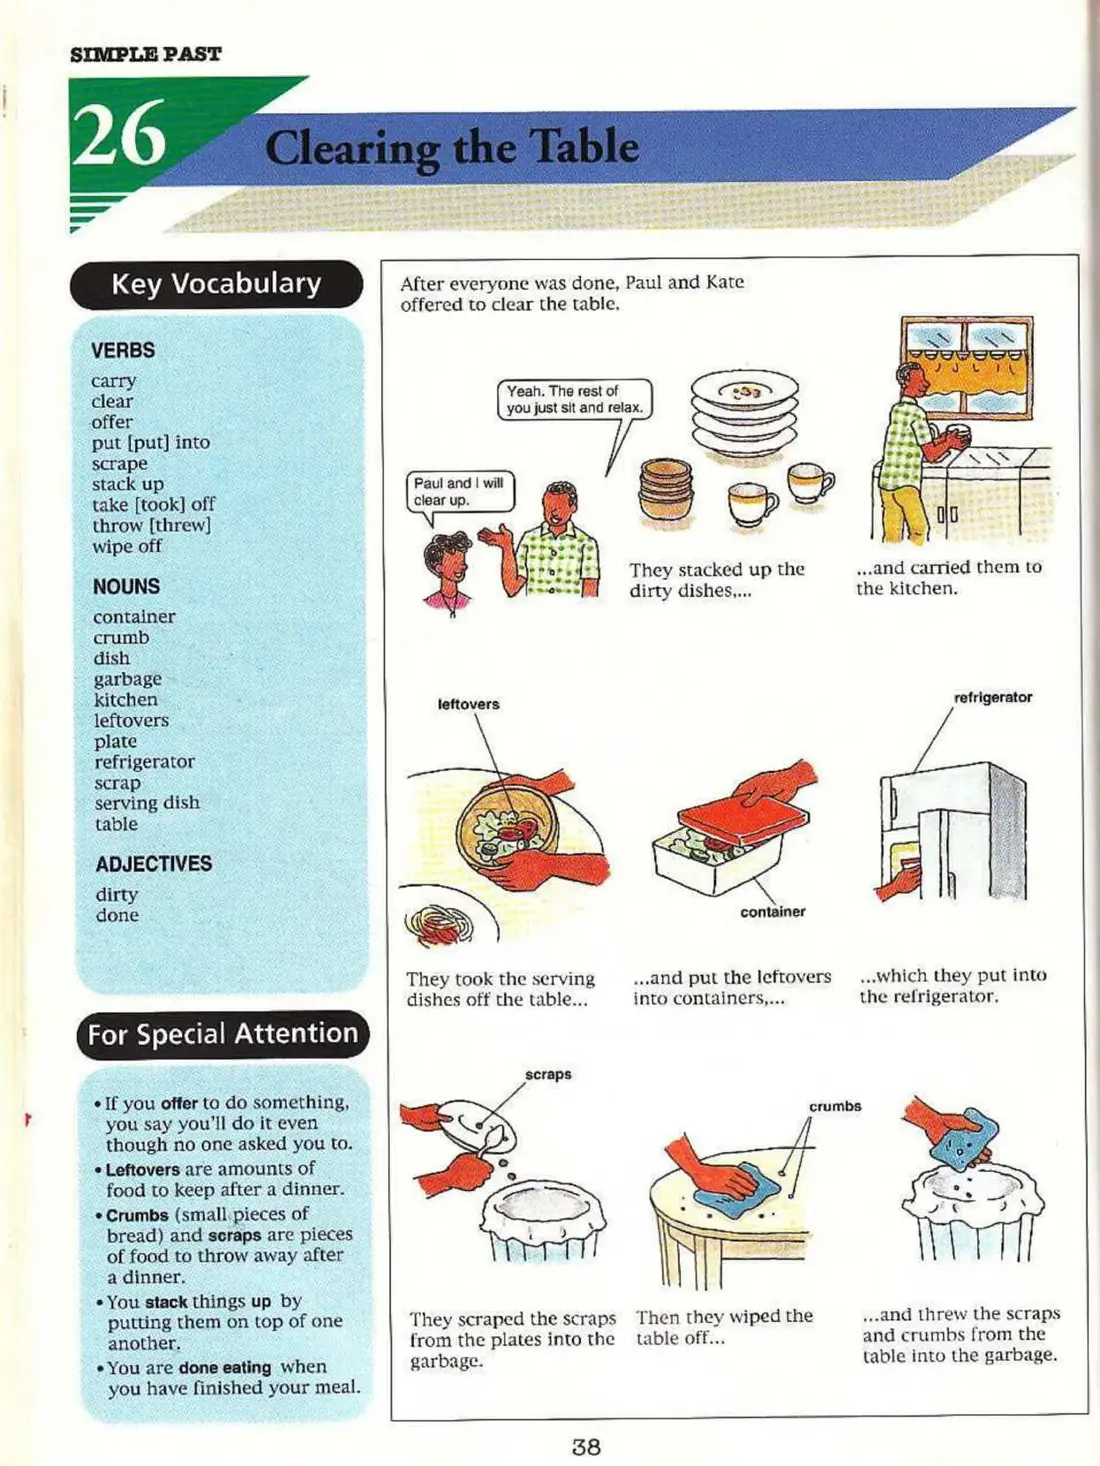 SIMPLE PAST
26
Clearing the Table
Key Vocabulary
VERBS
carry
clear
offer
put [put] into
scrape
stack up
take [took] off
throw [threw]
wipe off
NOUNS
container
crumb
dish
garbage
kitchen
leftovers
plate
refrigerator
scrap
serving dish
table
ADJECTIVES
dirty
done
For Special Attention
• If you offer to do something,
you say you'll do it even
though no one asked you to.
• Leftovers are amounts of
food to keep after a dinner.
• Crumbs (small pieces of
bread) and scraps are pieces
of food to throw away after
a dinner.
• You stack things up by
putting them on top of one
another.
• You are done eating when
you have finished your meal.
After everyone was done, Paul and Kate
offered to clear the table.
Yeah. The rest of
you just sit and relax.
Paul and I will
clear up.
They stacked up the
dirty dishes,...
...and carried them to
the kitchen.
leftovers
refrigerator
container
They took the serving
dishes off the table...
...and put the leftovers
into containers,...
...which they put into
the refrigerator.
scraps
crumbs
They scraped the scraps
from the plates into the
garbage.
Then they wiped the
table off...
...and threw the scraps
and crumbs from the
table into the garbage.
38